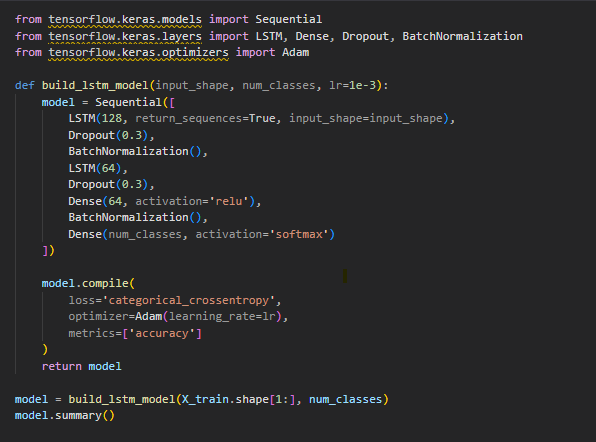 from tensorflow.keras.models import Sequential
from tensorflow.keras.layers import LSTM, Dense, Dropout, BatchNormalization
from tensorflow.keras.optimizers import Adam

def build_lstm_model(input_shape, num_classes, lr=1e-3):
    model = Sequential([
        LSTM(128, return_sequences=True, input_shape=input_shape),
        Dropout(0.3),
        BatchNormalization(),
        LSTM(64),
        Dropout(0.3),
        Dense(64, activation='relu'),
        BatchNormalization(),
        Dense(num_classes, activation='softmax')
    ])

    model.compile(
        loss='categorical_crossentropy',
        optimizer=Adam(learning_rate=lr),
        metrics=['accuracy']
    )
    return model

model = build_lstm_model(X_train.shape[1:], num_classes)
model.summary()